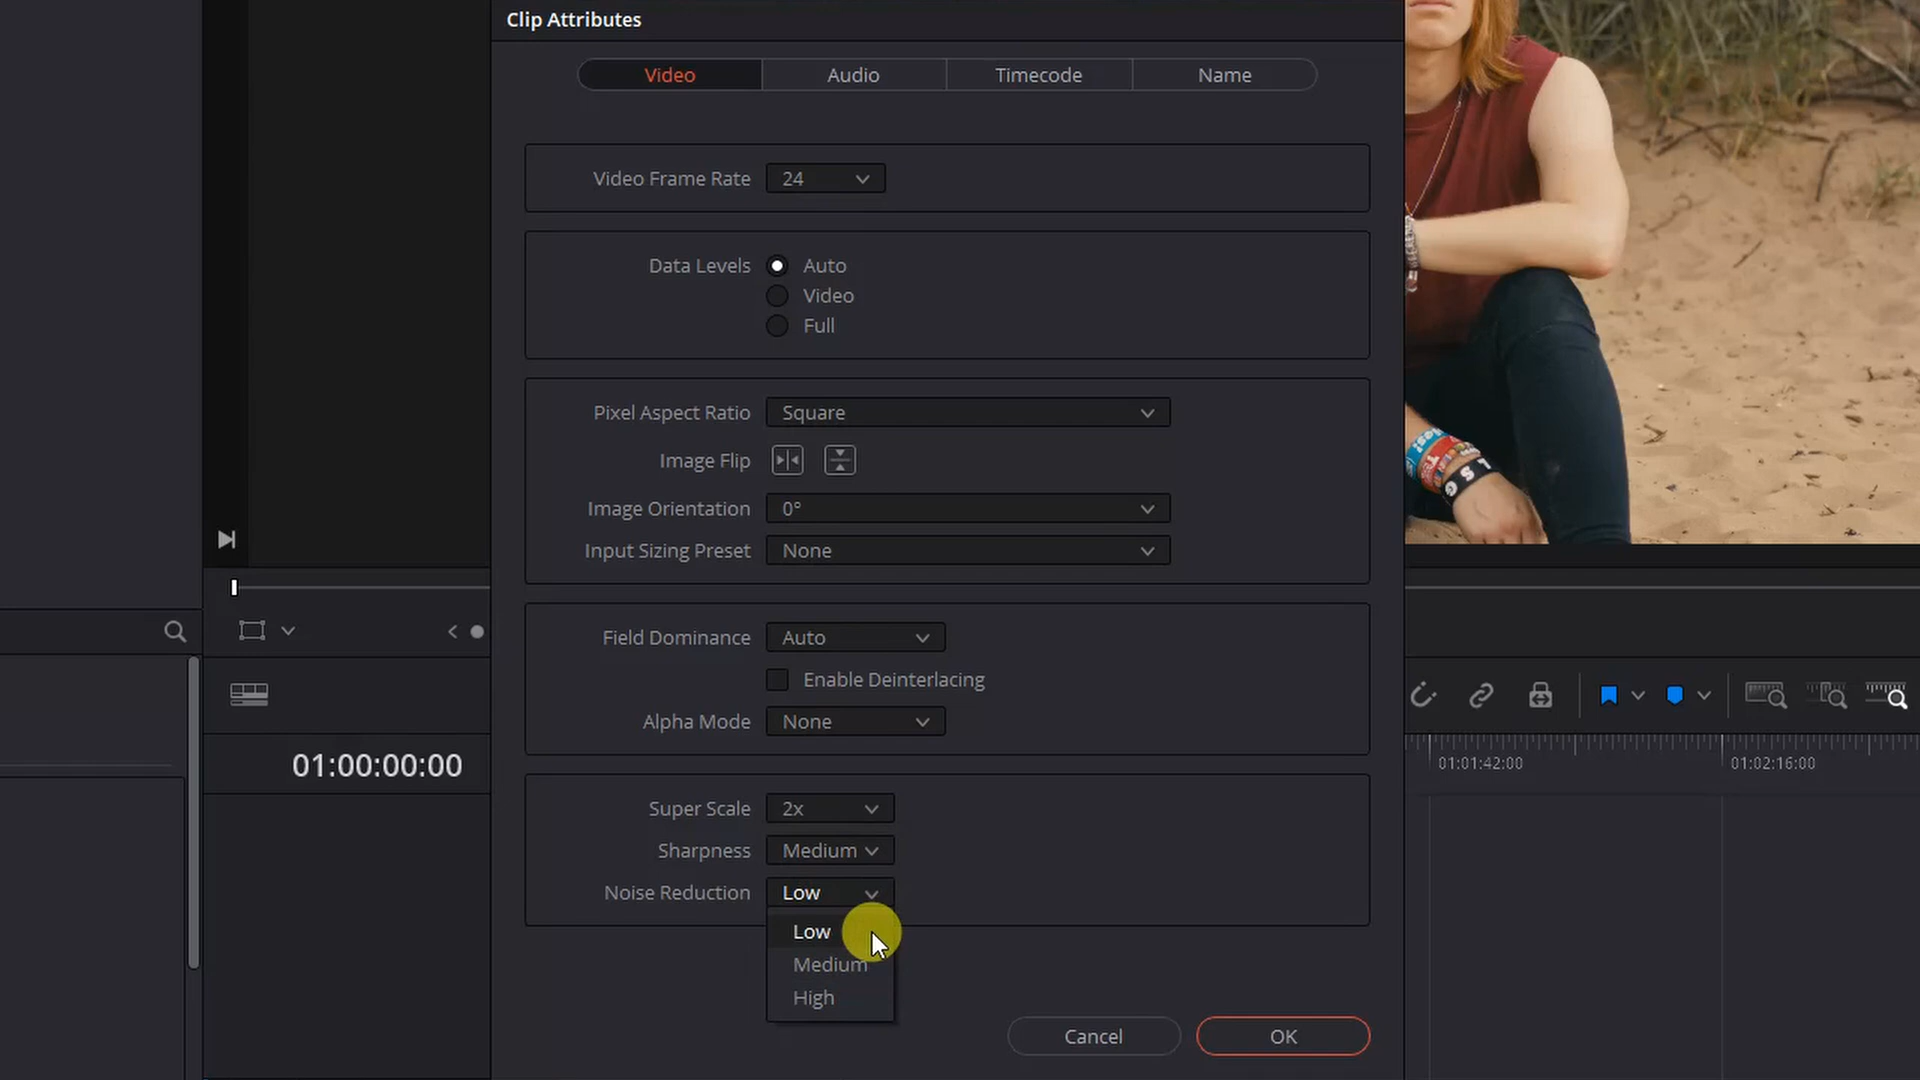 Clip Attributes
Video Audio Timecode Name
Video Frame Rate 24
Data Levels Auto
Video
Full
Pixel Aspect Ratio Square
Image Flip
Image Orientation 0°
Input Sizing Preset None
Field Dominance Auto
Enable Deinterlacing
Alpha Mode None
01:00:00:00
01:01:42:00 01:02:16:00
Super Scale 2x
Sharpness Medium
Noise Reduction Low
Low
Medium
High
Cancel OK